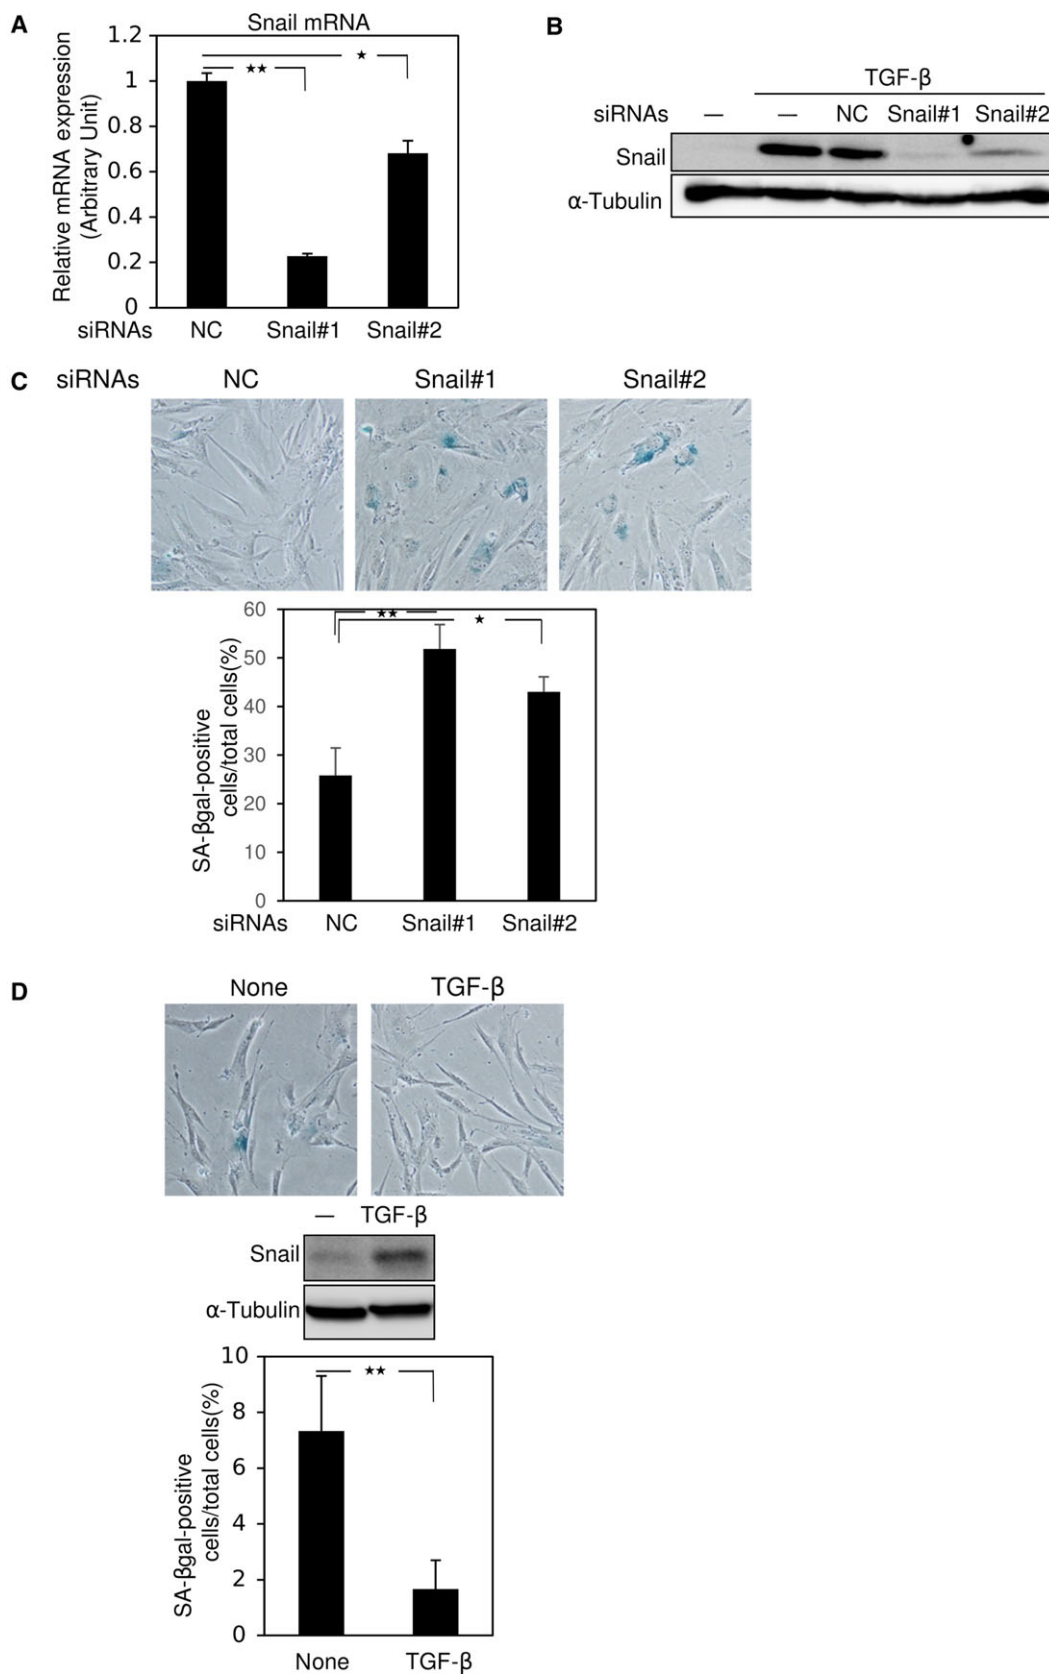 A
Snail mRNA
Relative mRNA expression
(Arbitrary Unit)
1.2
1
0.8
0.6
0.4
0.2
0
★★
★
siRNAs NC Snail#1 Snail#2
B
TGF-β
siRNAs — — NC Snail#1 Snail#2
Snail
α-Tubulin
C
siRNAs NC Snail#1 Snail#2
SA-βgal-positive
cells/total cells(%)
60
50
40
30
20
10
0
★★
★
siRNAs NC Snail#1 Snail#2
D
None TGF-β
— TGF-β
Snail
α-Tubulin
SA-βgal-positive
cells/total cells(%)
10
8
6
4
2
0
★★
None TGF-β